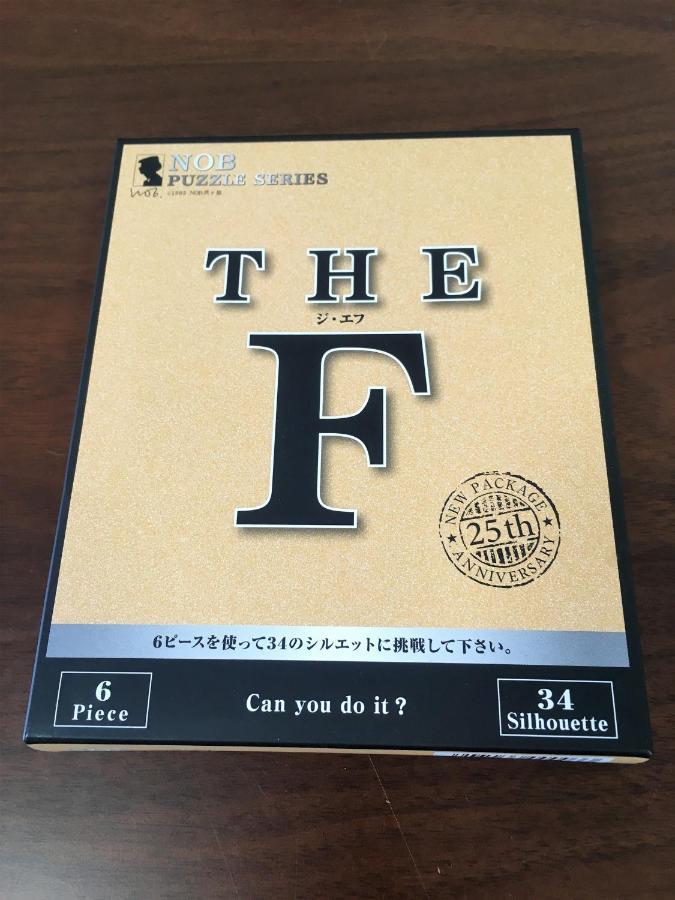 NOB
PUZZLE SERIES
Nob.
THE
ジ・エフ
F
NEW PACKAGE
25th
ANNIVERSARY
6ピースを使って34のシルエットに挑戦して下さい。
6
Piece
Can you do it ?
34
Silhouette